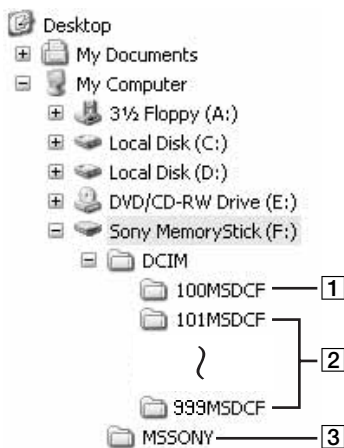 Desktop
My Documents
My Computer
3½ Floppy (A:)
Local Disk (C:)
Local Disk (D:)
DVD/CD-RW Drive (E:)
Sony MemoryStick (F:)
DCIM
100MSDCF 1
101MSDCF
2
999MSDCF
MSSONY 3